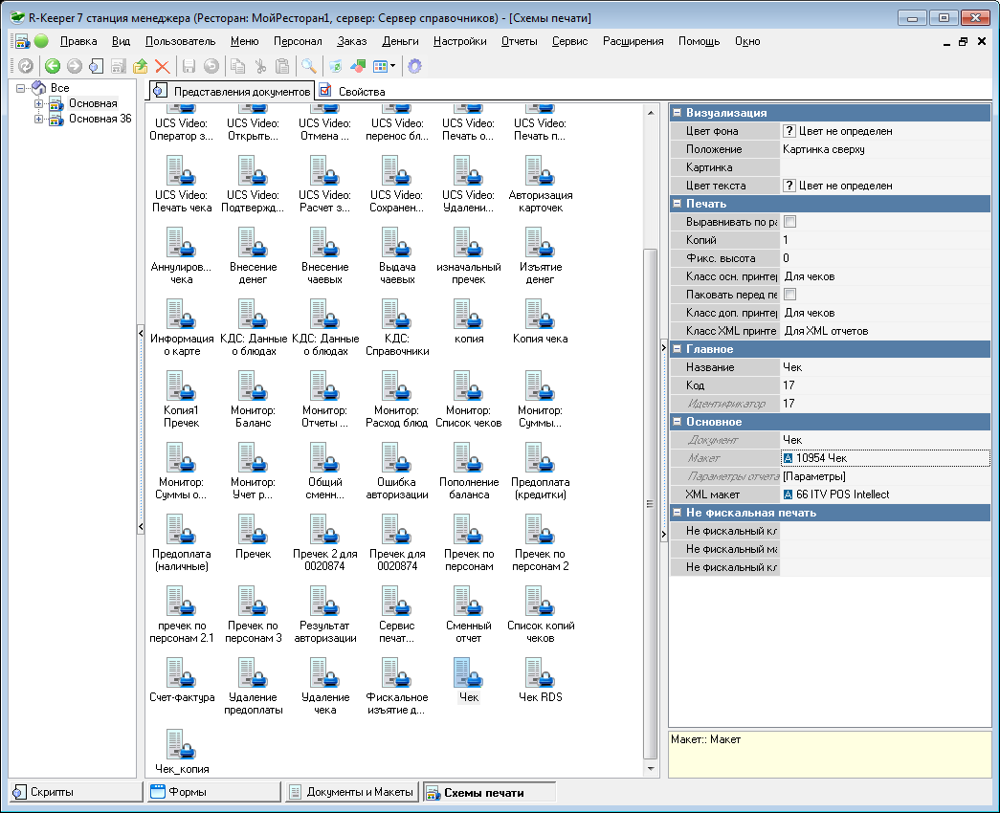 R-Keeper 7 станция менеджера (Ресторан: МойРесторан1, сервер: Сервер справочников) - [Схемы печати]
Правка Вид Пользователь Меню Персонал Заказ Деньги Настройки Отчеты Сервис Расширения Помощь Окно
Все
Основная
Основная 36
Представления документов Свойства
UCS Video: Оператор з...
UCS Video: Открыть...
UCS Video: Отмена ...
UCS Video: перенос бл...
UCS Video: Печать о...
UCS Video: Печать п...
UCS Video: Печать чека
UCS Video: Подтвержд...
UCS Video: Расчет з...
UCS Video: Сохранен...
UCS Video: Удалени...
Авторизация карточек
Аннулиров... чека
Внесение денег
Внесение чаевых
Выдача чаевых
изначальный пречек
Изъятие денег
Информация о карте
КДС: Данные о блюдах
КДС: Данные о блюдах
КДС: Справочники
копия
Копия чека
Копия1 Пречек
Монитор: Баланс
Монитор: Отчеты ...
Монитор: Расход блюд
Монитор: Список чеков
Монитор: Суммы...
Монитор: Суммы о...
Монитор: Учет р...
Общий сменн...
Ошибка авторизации
Пополнение баланса
Предоплата (кредитки)
Предоплата (наличные)
Пречек
Пречек 2 для 0020874
Пречек для 0020874
Пречек по персонам
Пречек по персонам 2
пречек по персонам 2.1
Пречек по персонам 3
Результат авторизации
Сервис печат...
Сменный отчет
Список копий чеков
Счет-фактура
Удаление предоплаты
Удаление чека
Фискальное изъятие д...
Чек
Чек RDS
Чек_копия
Визуализация
Цвет фона ? Цвет не определен
Положение Картинка сверху
Картинка
Цвет текста ? Цвет не определен
Печать
Выравнивать по ра
Копий 1
Фикс. высота 0
Класс осн. принтер Для чеков
Паковать перед пе
Класс доп. принтер Для чеков
Класс XML принте Для XML отчетов
Главное
Название Чек
Код 17
Идентификатор 17
Основное
Документ Чек
Макет A 10954 Чек
Параметры отчета [Параметры]
XML макет A 66 ITV POS Intellect
Не фискальная печать
Не фискальный кл
Не фискальный ма
Не фискальный кл
Макет:: Макет
Скрипты Формы Документы и Макеты Схемы печати